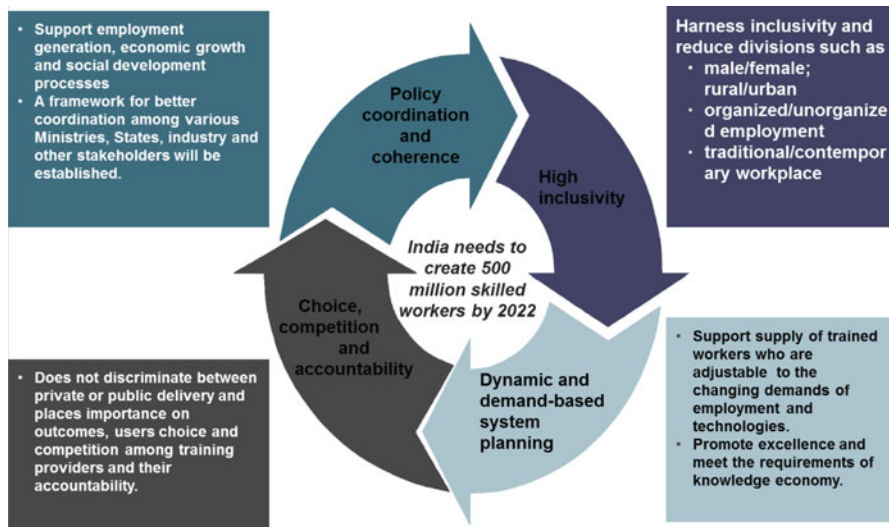 • Support employment
generation, economic growth
and social development
processes
• A framework for better
coordination among various
Ministries, States, industry and
other stakeholders will be
established.
Policy
coordination
and
coherence
Harness inclusivity and
reduce divisions such as
• male/female;
rural/urban
• organized/unorganize
d employment
• traditional/contempor
ary workplace
High
inclusivity
India needs to
create 500
million skilled
workers by 2022
Choice,
competition
and
accountability
Dynamic and
demand-based
system
planning
• Does not discriminate between
private or public delivery and
places importance on
outcomes, users choice and
competition among training
providers and their
accountability.
• Support supply of trained
workers who are
adjustable to the
changing demands of
employment and
technologies.
• Promote excellence and
meet the requirements of
knowledge economy.